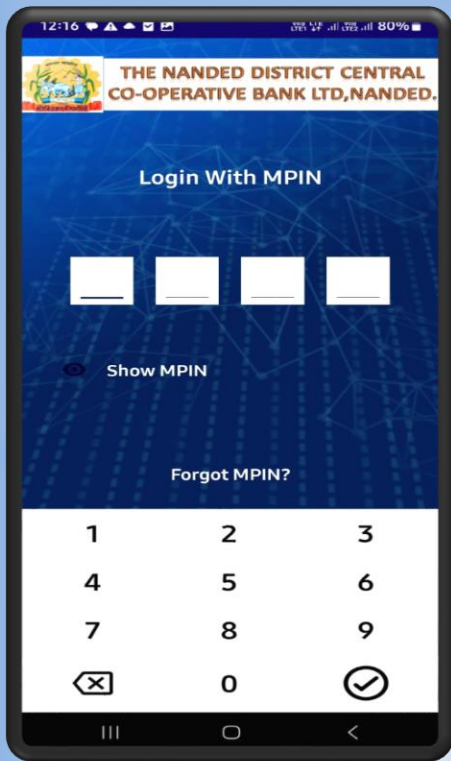 12:16 80%
THE NANDED DISTRICT CENTRAL
CO-OPERATIVE BANK LTD,NANDED.
Login With MPIN
Show MPIN
Forgot MPIN?
1 2 3
4 5 6
7 8 9
0